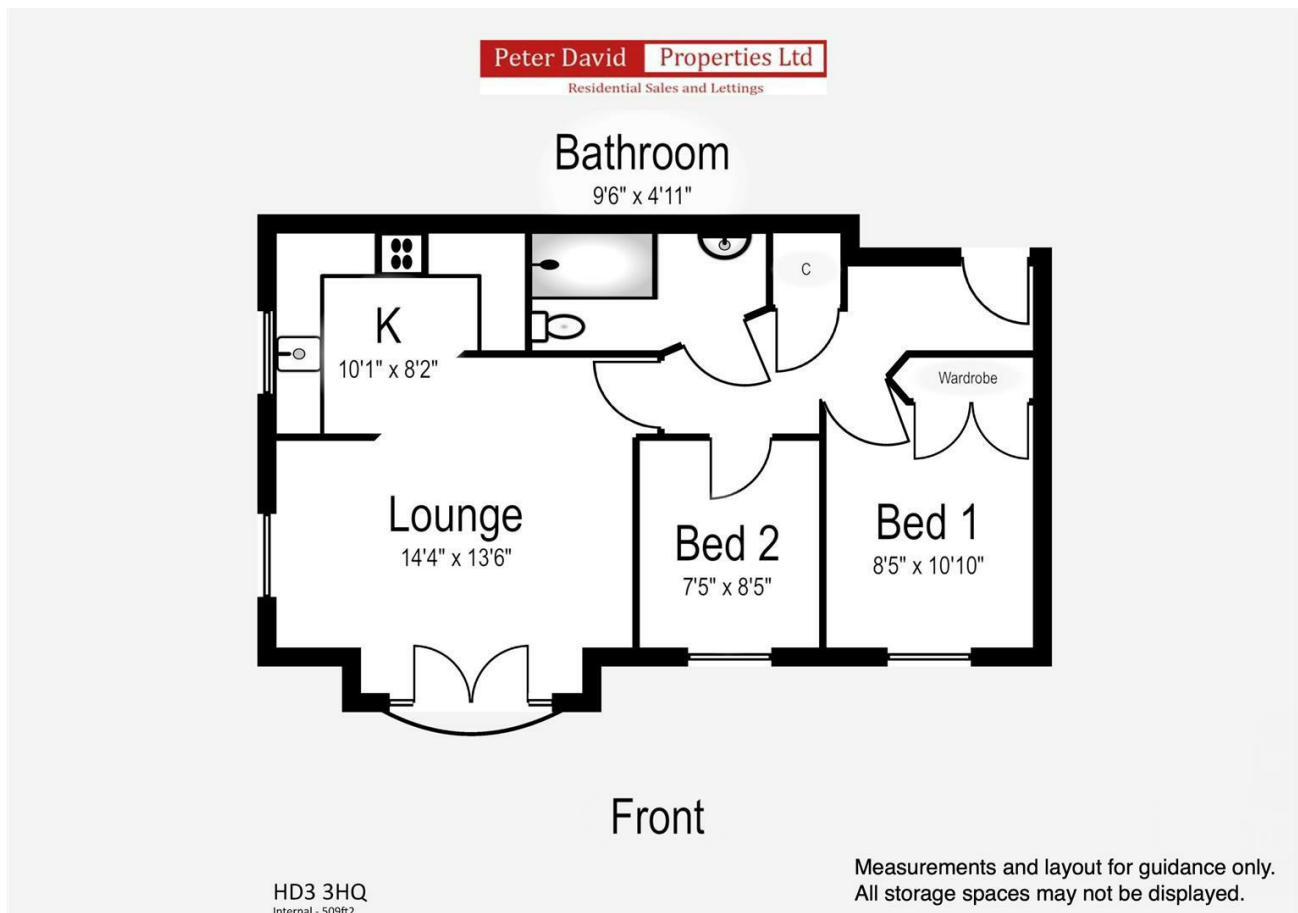 Peter David Properties Ltd
Residential Sales and Lettings
Bathroom
9'6" x 4'11"
C
K
10'1" x 8'2"
Wardrobe
Lounge
14'4" x 13'6"
Bed 2
7'5" x 8'5"
Bed 1
8'5" x 10'10"
Front
Measurements and layout for guidance only.
All storage spaces may not be displayed.
HD3 3HQ
Internal - 509ft2